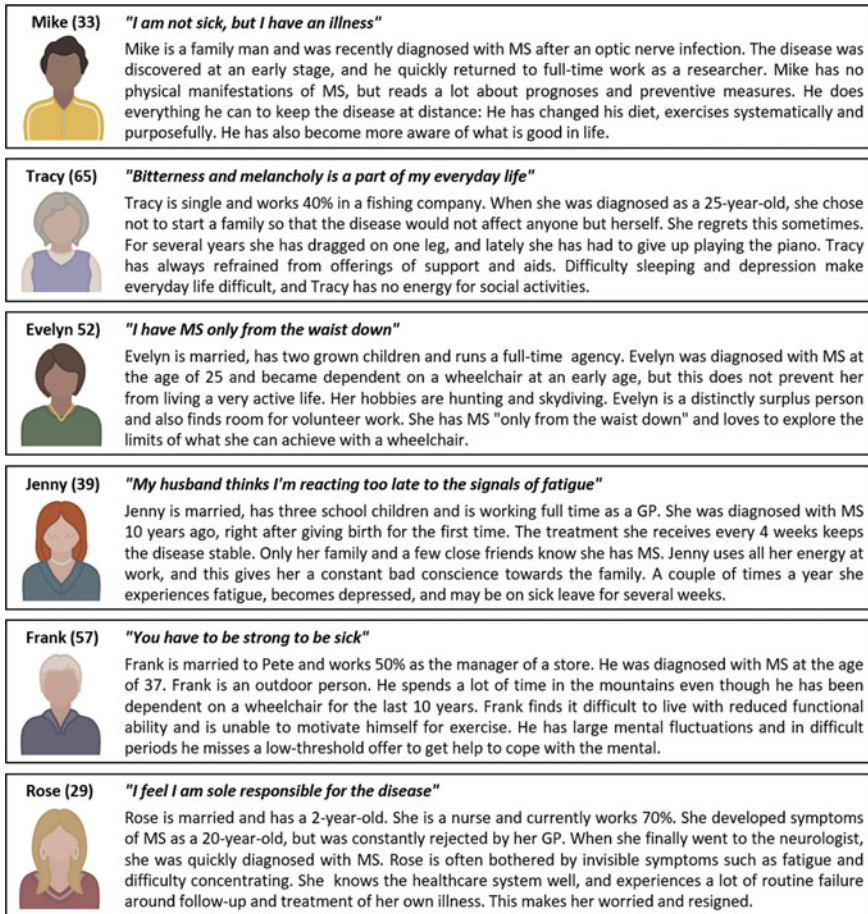 Mike (33)
"I am not sick, but I have an illness"
Mike is a family man and was recently diagnosed with MS after an optic nerve infection. The disease was
discovered at an early stage, and he quickly returned to full-time work as a researcher. Mike has no
physical manifestations of MS, but reads a lot about prognoses and preventive measures. He does
everything he can to keep the disease at distance: He has changed his diet, exercises systematically and
purposefully. He has also become more aware of what is good in life.
Tracy (65)
"Bitterness and melancholy is a part of my everyday life"
Tracy is single and works 40% in a fishing company. When she was diagnosed as a 25-year-old, she chose
not to start a family so that the disease would not affect anyone but herself. She regrets this sometimes.
For several years she has dragged on one leg, and lately she has had to give up playing the piano. Tracy
has always refrained from offerings of support and aids. Difficulty sleeping and depression make
everyday life difficult, and Tracy has no energy for social activities.
Evelyn 52)
"I have MS only from the waist down"
Evelyn is married, has two grown children and runs a full-time agency. Evelyn was diagnosed with MS at
the age of 25 and became dependent on a wheelchair at an early age, but this does not prevent her
from living a very active life. Her hobbies are hunting and skydiving. Evelyn is a distinctly surplus person
and also finds room for volunteer work. She has MS "only from the waist down" and loves to explore the
limits of what she can achieve with a wheelchair.
Jenny (39)
"My husband thinks I'm reacting too late to the signals of fatigue"
Jenny is married, has three school children and is working full time as a GP. She was diagnosed with MS
10 years ago, right after giving birth for the first time. The treatment she receives every 4 weeks keeps
the disease stable. Only her family and a few close friends know she has MS. Jenny uses all her energy at
work, and this gives her a constant bad conscience towards the family. A couple of times a year she
experiences fatigue, becomes depressed, and may be on sick leave for several weeks.
Frank (57)
"You have to be strong to be sick"
Frank is married to Pete and works 50% as the manager of a store. He was diagnosed with MS at the age
of 37. Frank is an outdoor person. He spends a lot of time in the mountains even though he has been
dependent on a wheelchair for the last 10 years. Frank finds it difficult to live with reduced functional
ability and is unable to motivate himself for exercise. He has large mental fluctuations and in difficult
periods he misses a low-threshold offer to get help to cope with the mental.
Rose (29)
"I feel I am sole responsible for the disease"
Rose is married and has a 2-year-old. She is a nurse and currently works 70%. She developed symptoms
of MS as a 20-year-old, but was constantly rejected by her GP. When she finally went to the neurologist,
she was quickly diagnosed with MS. Rose is often bothered by invisible symptoms such as fatigue and
difficulty concentrating. She knows the healthcare system well, and experiences a lot of routine failure
around follow-up and treatment of her own illness. This makes her worried and resigned.